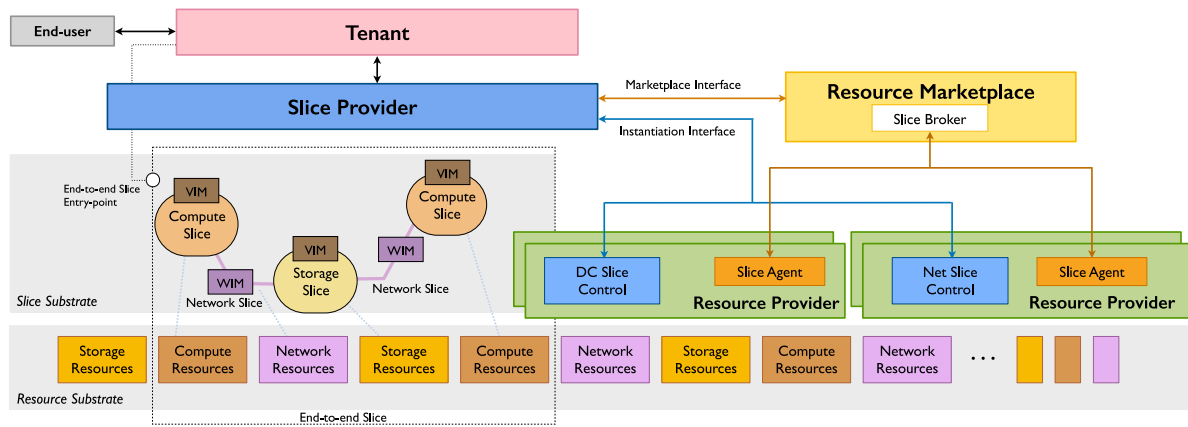 End-user
Tenant
Slice Provider
Marketplace Interface
Instantiation Interface
Resource Marketplace
Slice Broker
End-to-end Slice
Entry-point
VIM
Compute
Slice
WIM
Network Slice
VIM
Storage
Slice
WIM
Network Slice
VIM
Compute
Slice
Slice Substrate
DC Slice
Control
Slice Agent
Resource Provider
Net Slice
Control
Slice Agent
Resource Provider
Storage
Resources
Compute
Resources
Network
Resources
Storage
Resources
Compute
Resources
Network
Resources
Storage
Resources
Compute
Resources
Network
Resources
...
Resource Substrate
End-to-end Slice